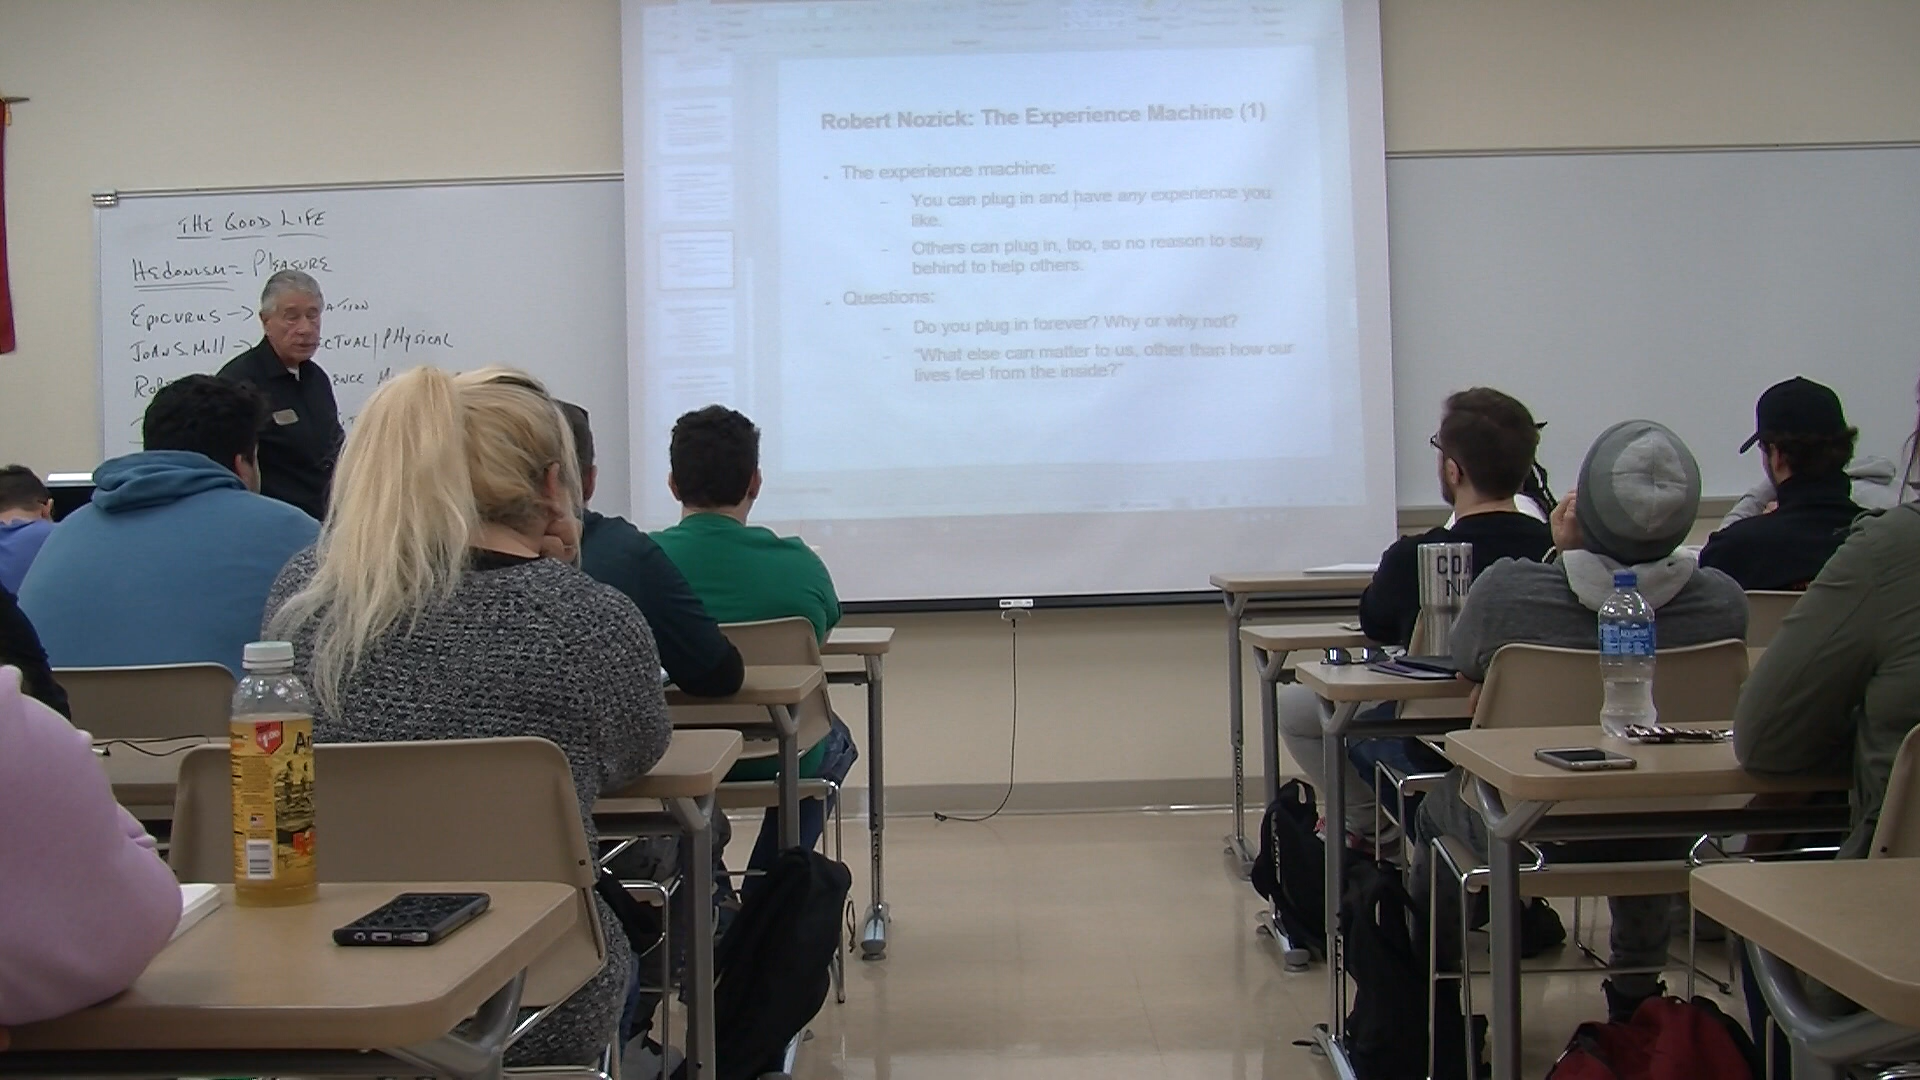 THE GOOD LIFE
HEDONISM = PLEASURE
EPICURUS →
JOHN S. MILL → CTUAL / PHYSICAL
Robert Nozick: The Experience Machine (1)
The experience machine:
– You can plug in and have any experience you
like.
– Others can plug in, too, so no reason to stay
behind to help others.
Questions:
– Do you plug in forever? Why or why not?
– "What else can matter to us, other than how our
lives feel from the inside?"